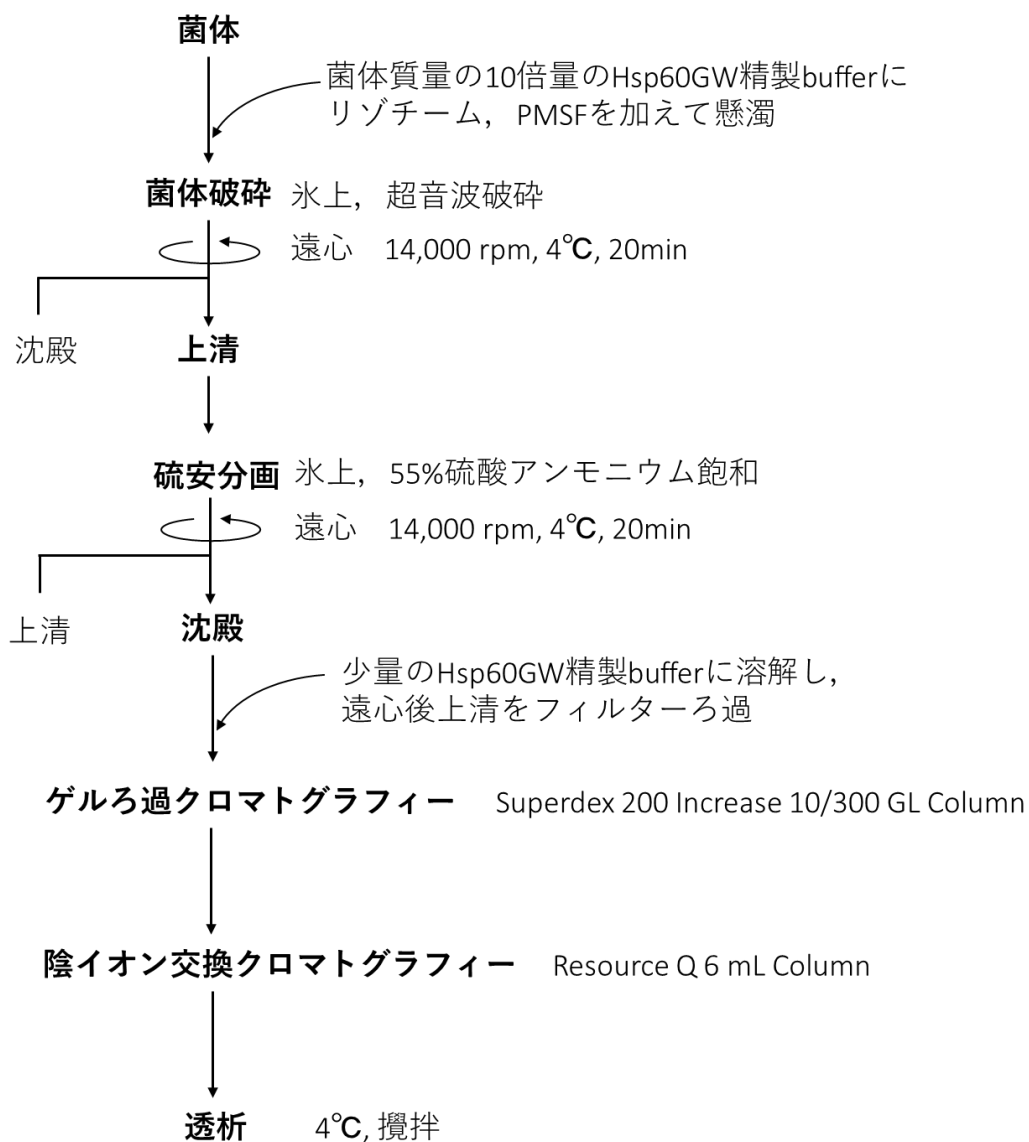 菌体
菌体質量の10倍量のHsp60GW精製bufferに
リゾチーム，PMSFを加えて懸濁
菌体破砕 氷上，超音波破砕
遠心 14,000 rpm, 4℃, 20min
沈殿 上清
硫安分画 氷上，55%硫酸アンモニウム飽和
遠心 14,000 rpm, 4℃, 20min
上清 沈殿
少量のHsp60GW精製bufferに溶解し，
遠心後上清をフィルターろ過
ゲルろ過クロマトグラフィー Superdex 200 Increase 10/300 GL Column
陰イオン交換クロマトグラフィー Resource Q 6 mL Column
透析 4℃, 攪拌